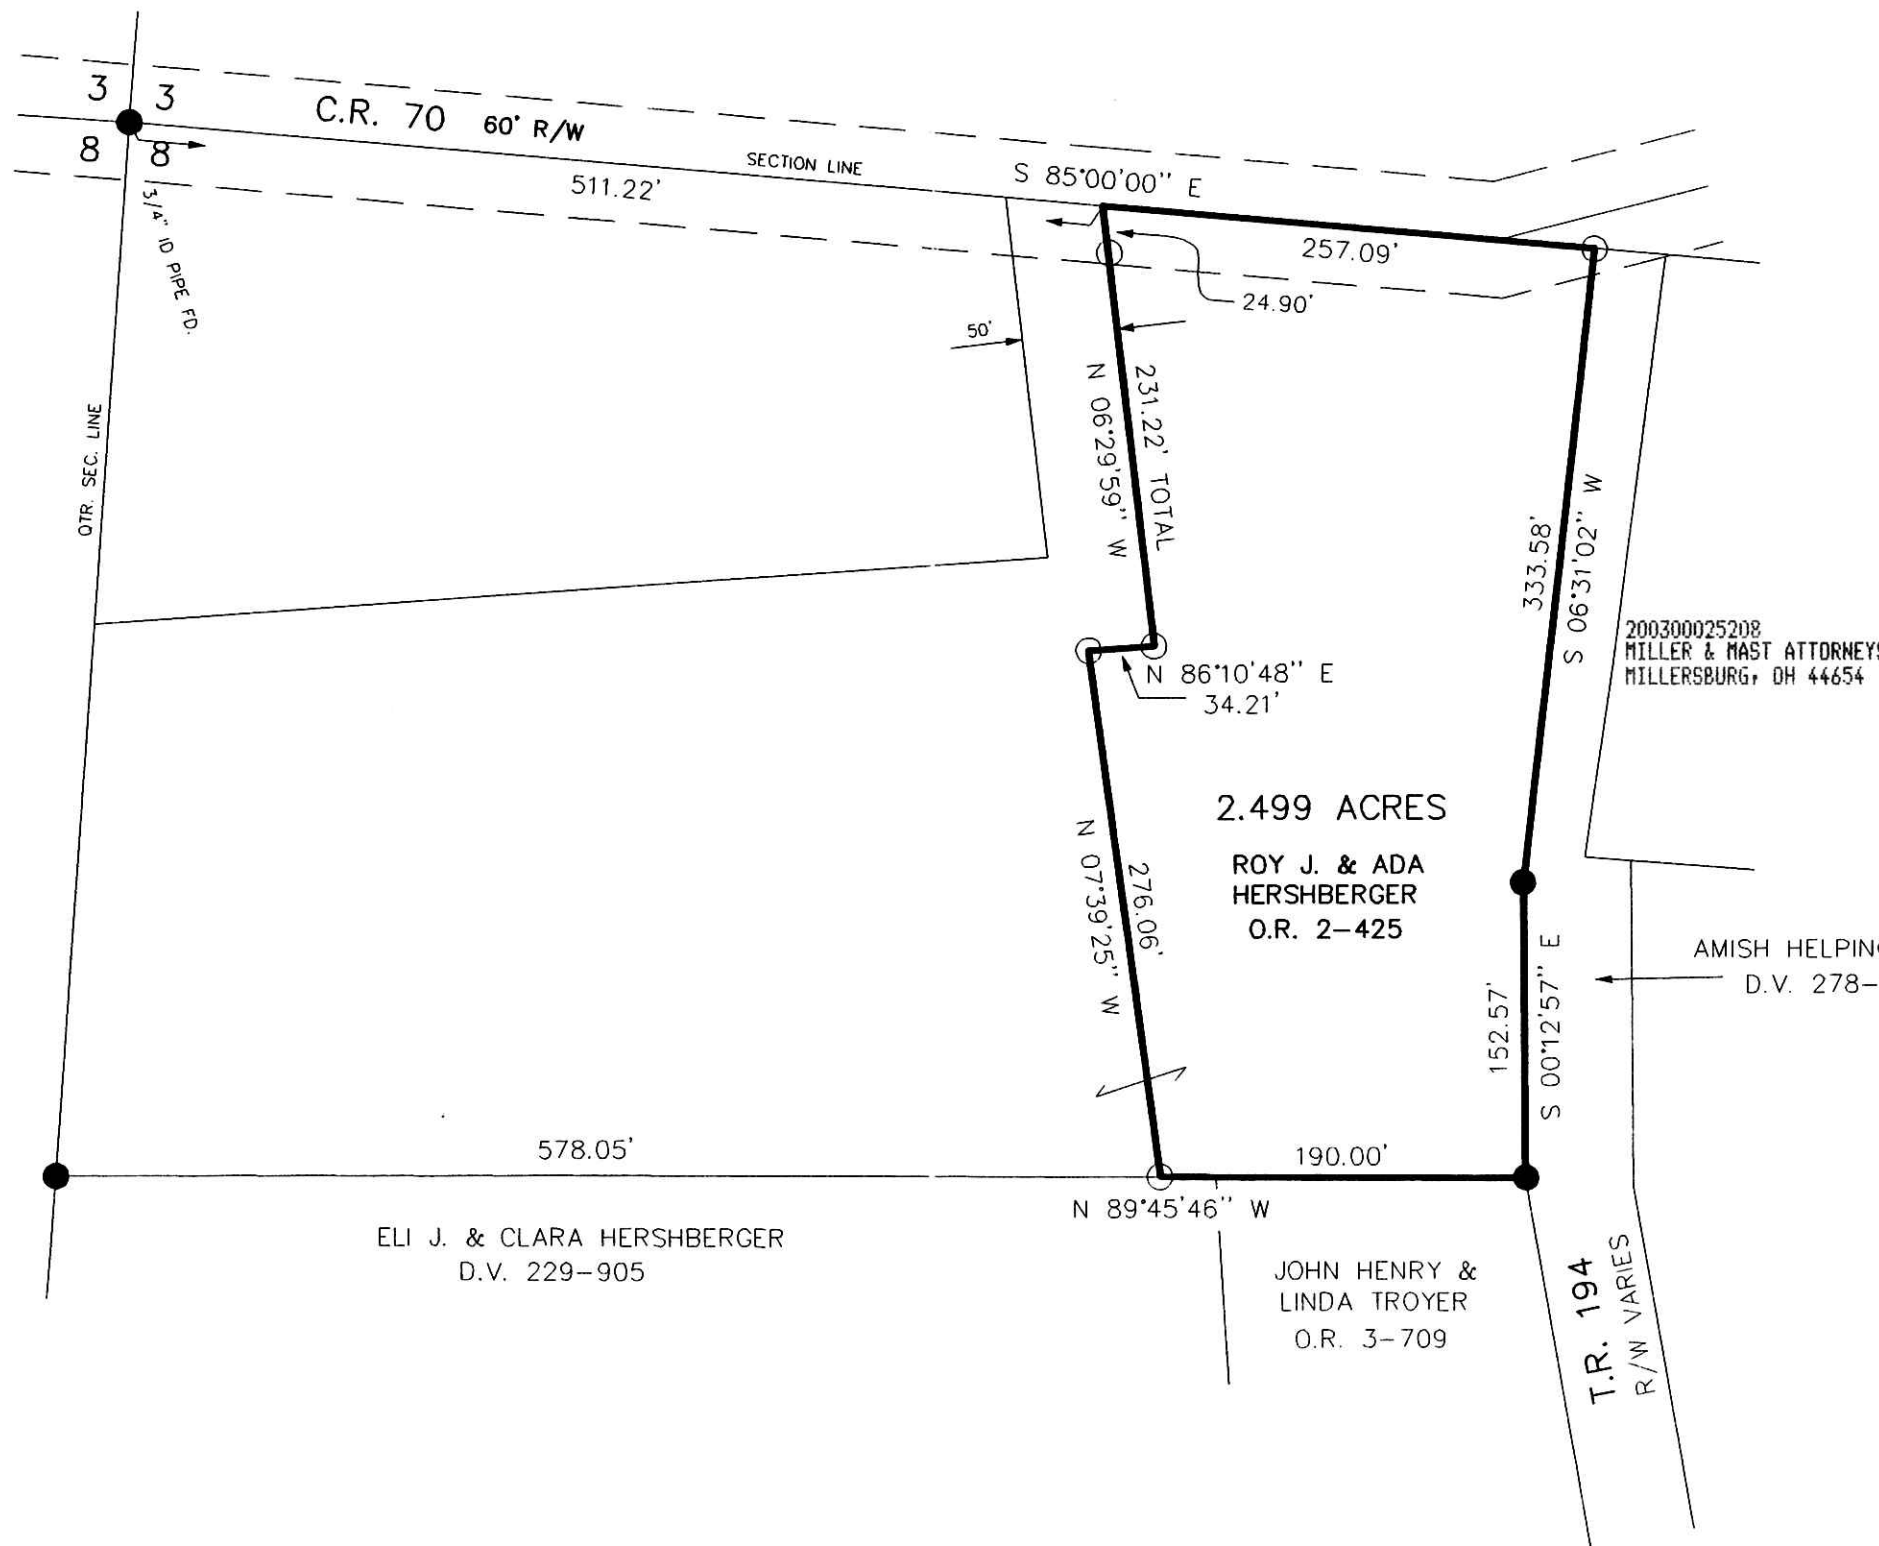 3 3
8 8
C.R. 70 60' R/W
SECTION LINE
511.22'
3/4" ID PIPE FD.
QTR. SEC. LINE
S 85°00'00" E
257.09'
24.90'
50'
N 06°29'59" W
231.22' TOTAL
N 86°10'48" E
34.21'
333.58'
S 06°31'02" W
200300025208
MILLER & MAST ATTORNEYS
MILLERSBURG, OH 44654
2.499 ACRES
ROY J. & ADA
HERSHBERGER
O.R. 2-425
N 07°39'25" W
276.06'
152.57'
S 00°12'57" E
AMISH HELPING
D.V. 278-
578.05'
190.00'
N 89°45'46" W
ELI J. & CLARA HERSHBERGER
D.V. 229-905
JOHN HENRY &
LINDA TROYER
O.R. 3-709
T.R. 194
R/W VARIES